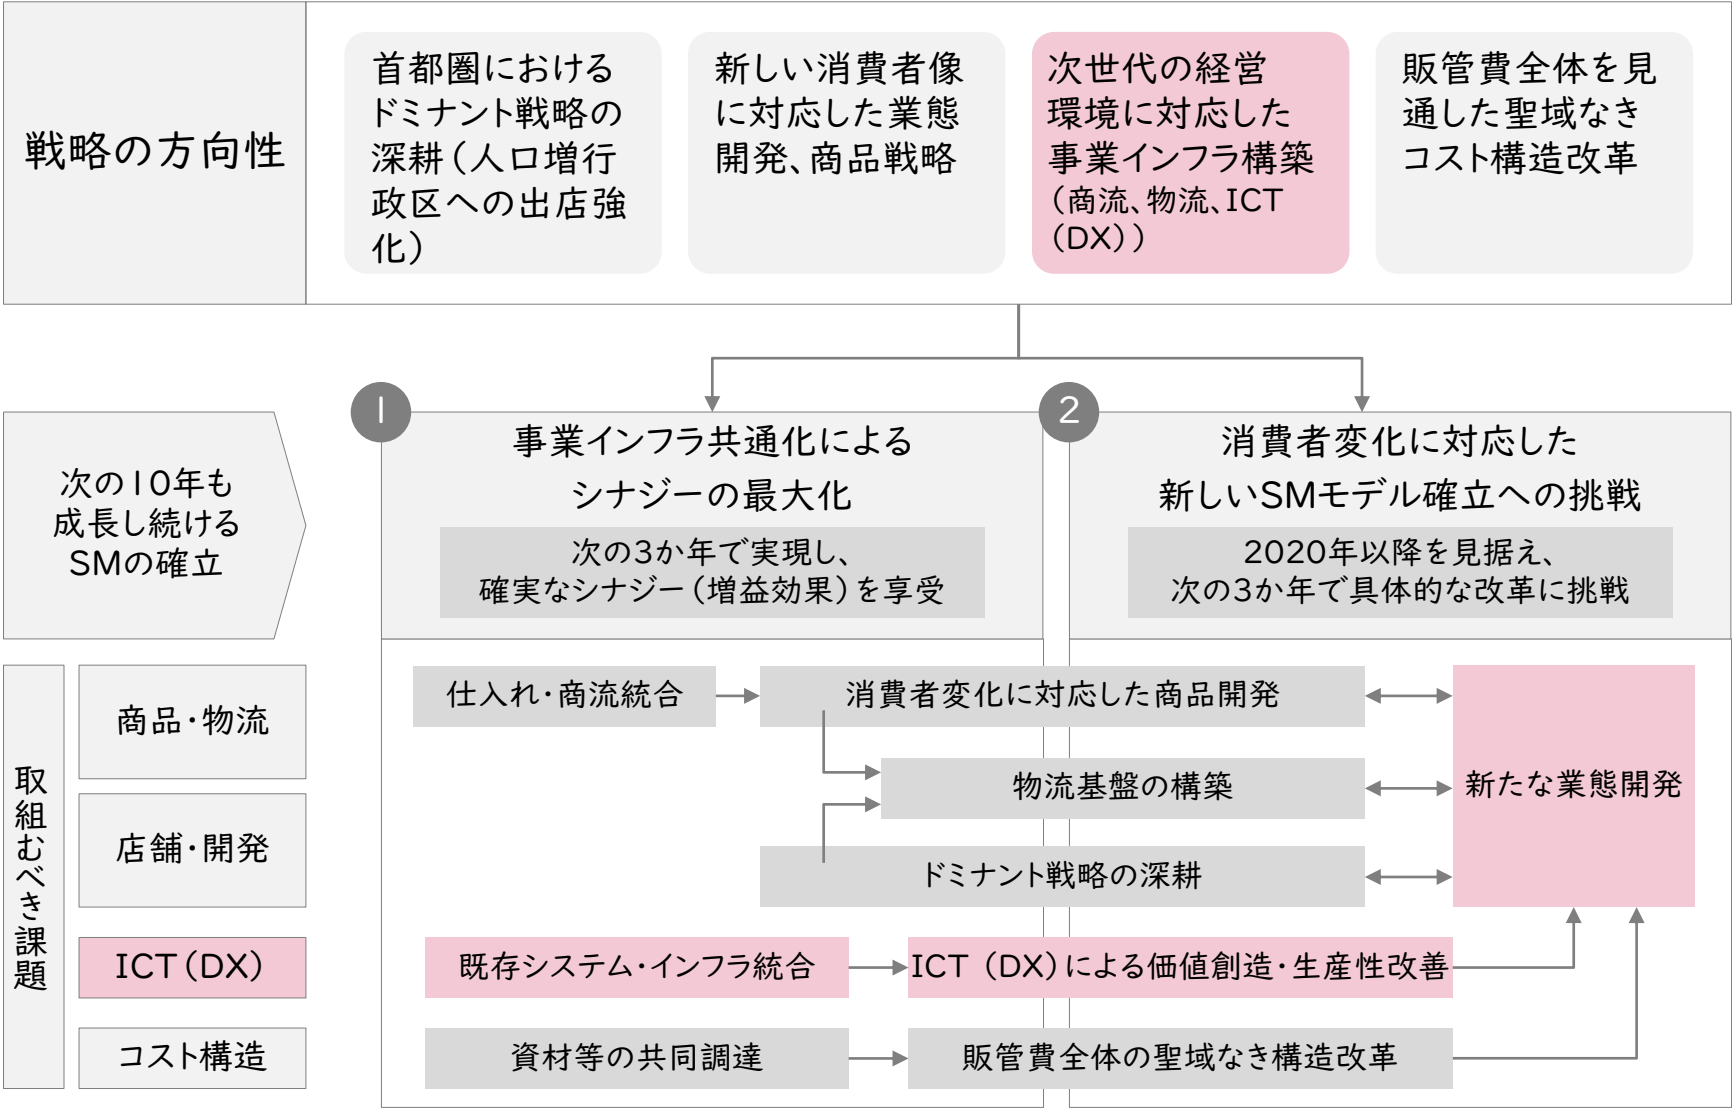 戦略の方向性
首都圏における
ドミナント戦略の
深耕（人口増行
政区への出店強
化）
新しい消費者像
に対応した業態
開発、商品戦略
次世代の経営
環境に対応した
事業インフラ構築
（商流、物流、ICT
（DX））
販管費全体を見
通した聖域なき
コスト構造改革
次の10年も
成長し続ける
SMの確立
1
事業インフラ共通化による
シナジーの最大化
次の3か年で実現し、
確実なシナジー（増益効果）を享受
2
消費者変化に対応した
新しいSMモデル確立への挑戦
2020年以降を見据え、
次の3か年で具体的な改革に挑戦
取組むべき課題
商品・物流
仕入れ・商流統合
消費者変化に対応した商品開発
物流基盤の構築
新たな業態開発
店舗・開発
ドミナント戦略の深耕
ICT（DX）
既存システム・インフラ統合
ICT（DX）による価値創造・生産性改善
コスト構造
資材等の共同調達
販管費全体の聖域なき構造改革